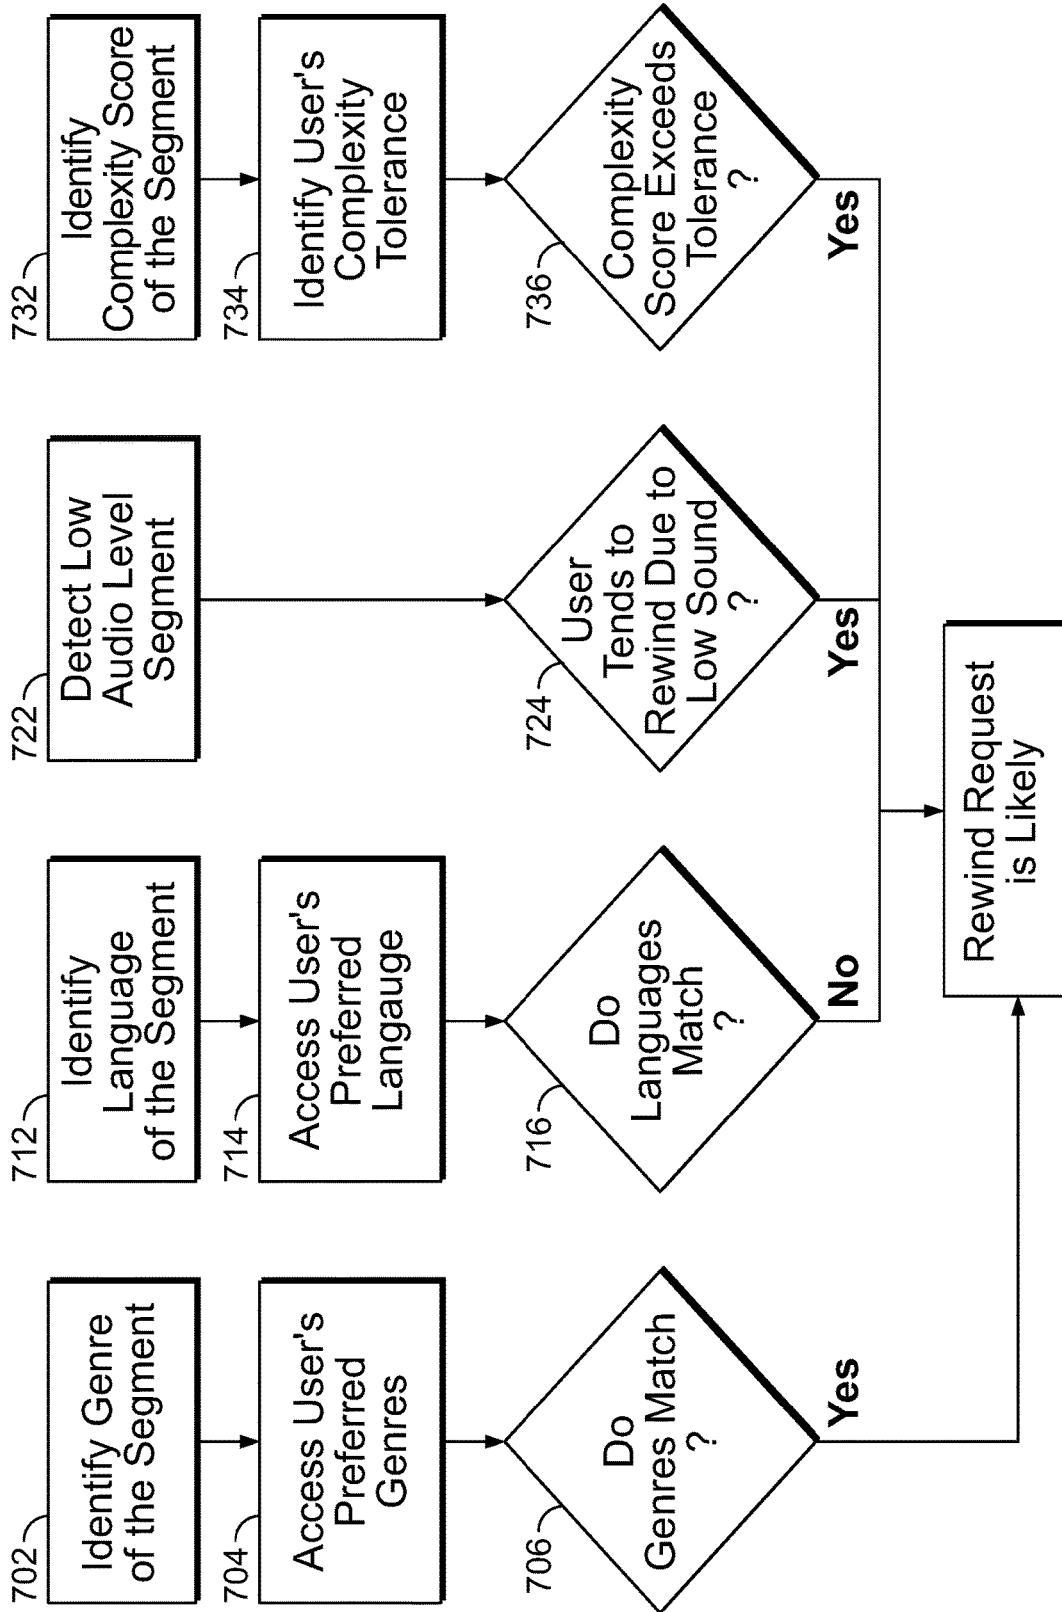 702
Identify Genre
of the Segment
704
Access User's
Preferred
Genres
706
Do
Genres Match
?
Yes
712
Identify
Language
of the Segment
714
Access User's
Preferred
Langauge
716
Do
Languages
Match
?
No
722
Detect Low
Audio Level
Segment
724
User
Tends to
Rewind Due to
Low Sound
?
Yes
732
Identify
Complexity Score
of the Segment
734
Identify User's
Complexity
Tolerance
736
Complexity
Score Exceeds
Tolerance
?
Yes
Rewind Request
is Likely